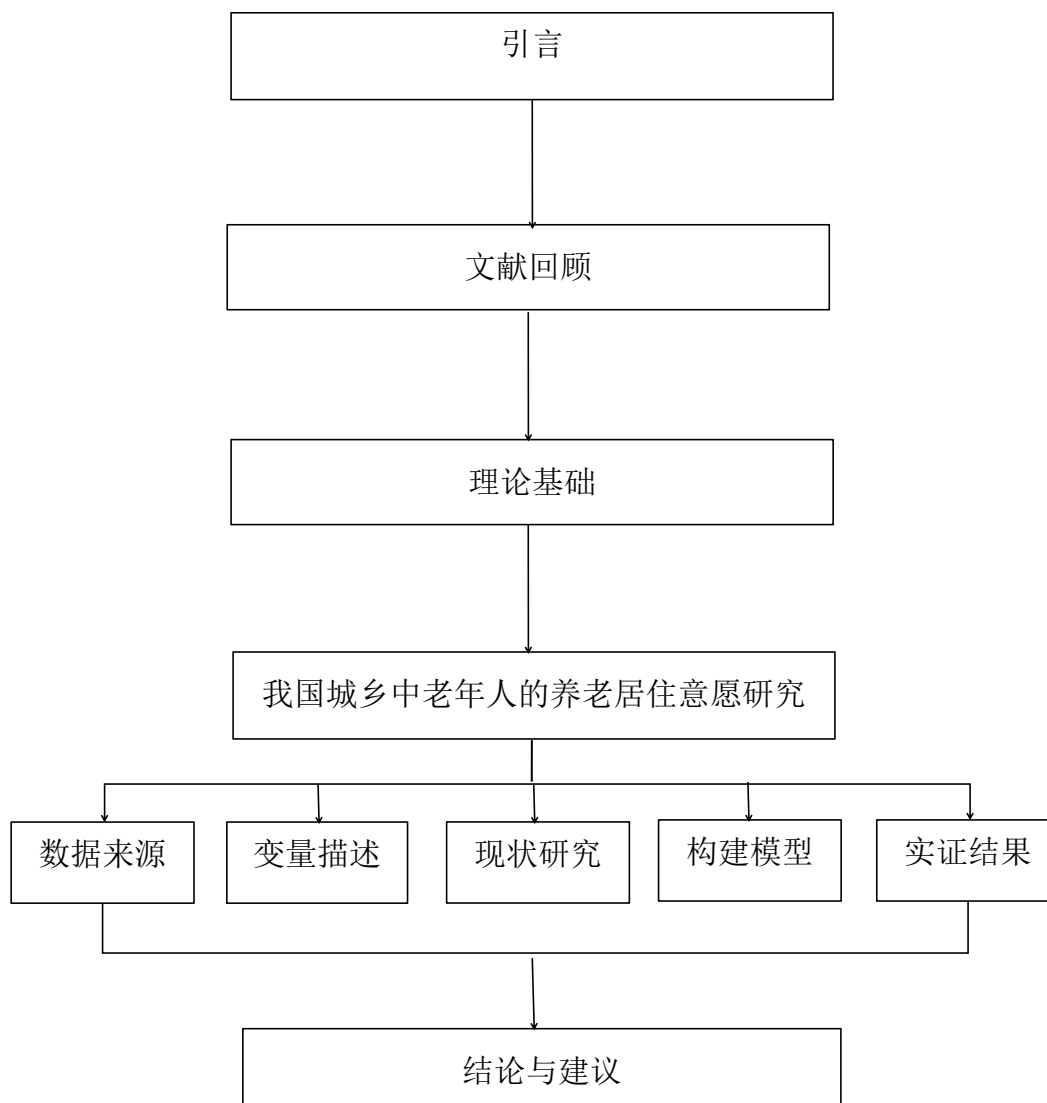 引言
文献回顾
理论基础
我国城乡中老年人的养老居住意愿研究
数据来源
变量描述
现状研究
构建模型
实证结果
结论与建议